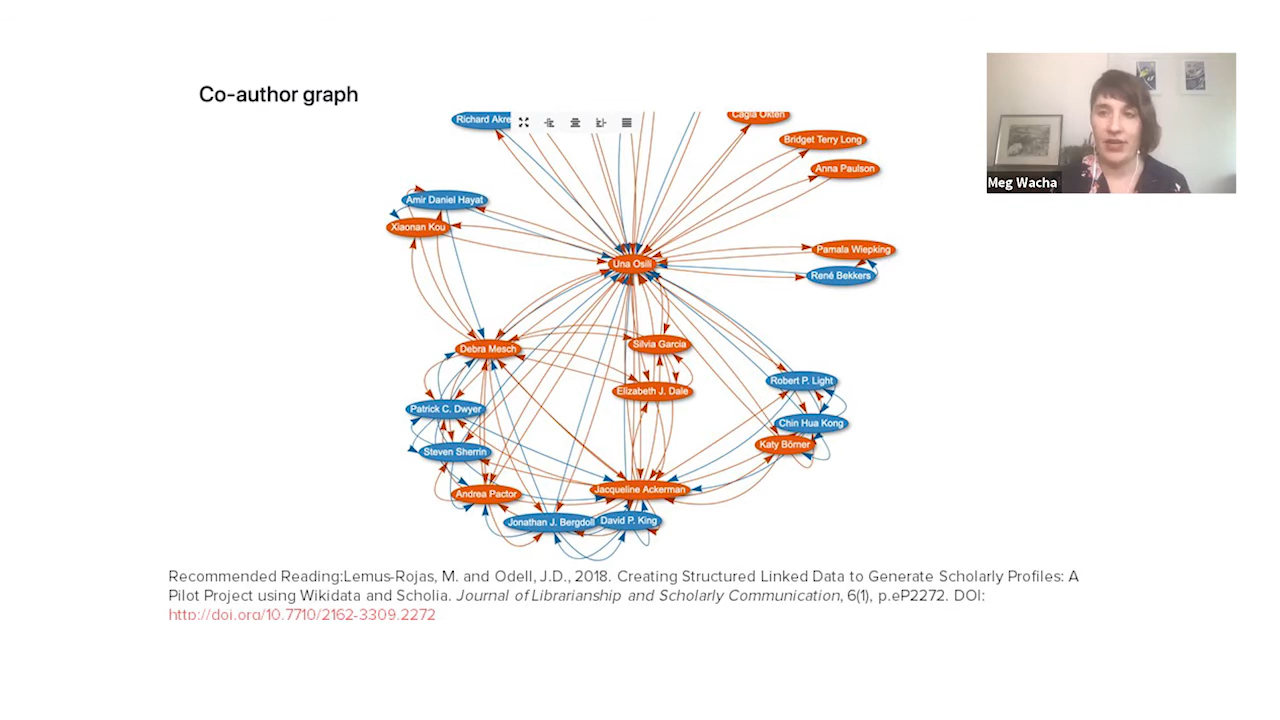 Co-author graph
Richard Akre
Cagla Okten
Bridget Terry Long
Anna Paulson
Meg Wacha
Amir Daniel Hayat
Xiaonan Kou
Una Osili
Pamala Wiepking
René Bekkers
Debra Mesch
Silvia Garcia
Elizabeth J. Dale
Robert P. Light
Patrick C. Dwyer
Chin Hua Kong
Katy Börner
Steven Sherrin
Andrea Pactor
Jacqueline Ackerman
Jonathan J. Bergdoll
David P. King
Recommended Reading:Lemus-Rojas, M. and Odell, J.D., 2018. Creating Structured Linked Data to Generate Scholarly Profiles: A
Pilot Project using Wikidata and Scholia. Journal of Librarianship and Scholarly Communication, 6(1), p.eP2272. DOI:
http://doi.org/10.7710/2162-3309.2272